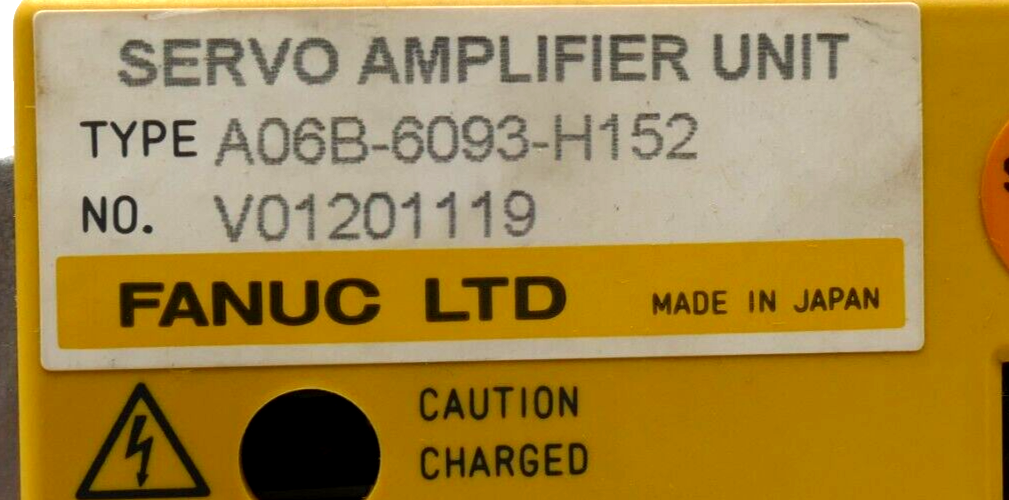 SERVO AMPLIFIER UNIT
TYPE A06B-6093-H152
NO. V01201119
FANUC LTD MADE IN JAPAN
CAUTION
CHARGED